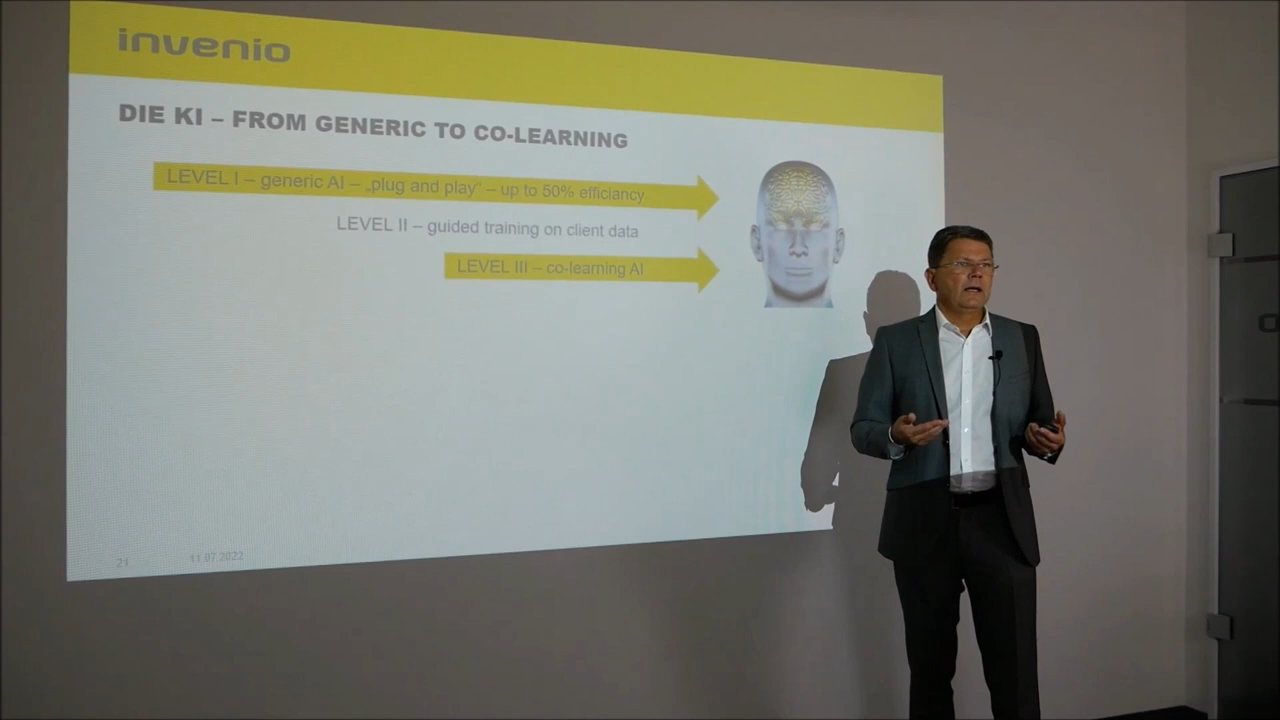 invenio
DIE KI – FROM GENERIC TO CO-LEARNING
LEVEL I – generic AI – „plug and play“ – up to 50% efficiancy
LEVEL II – guided training on client data
LEVEL III – co-learning AI
21 11.07.2022